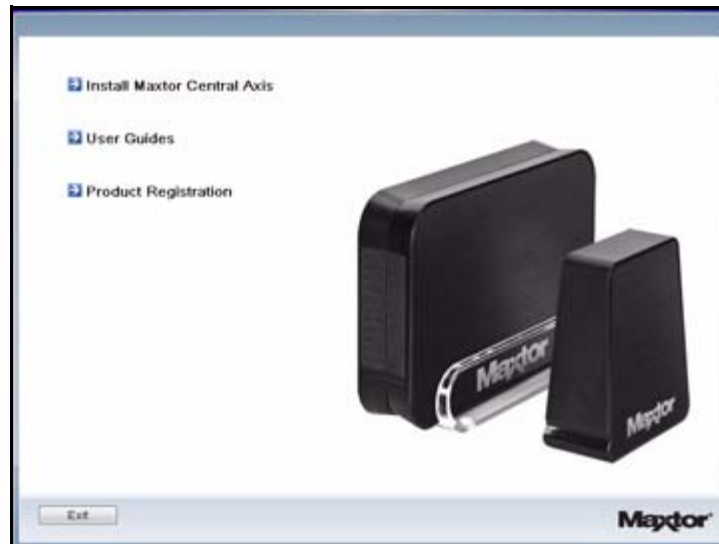 Install Maxtor Central Axis
User Guides
Product Registration
Maxtor
Maxtor
Exit
Maxtor